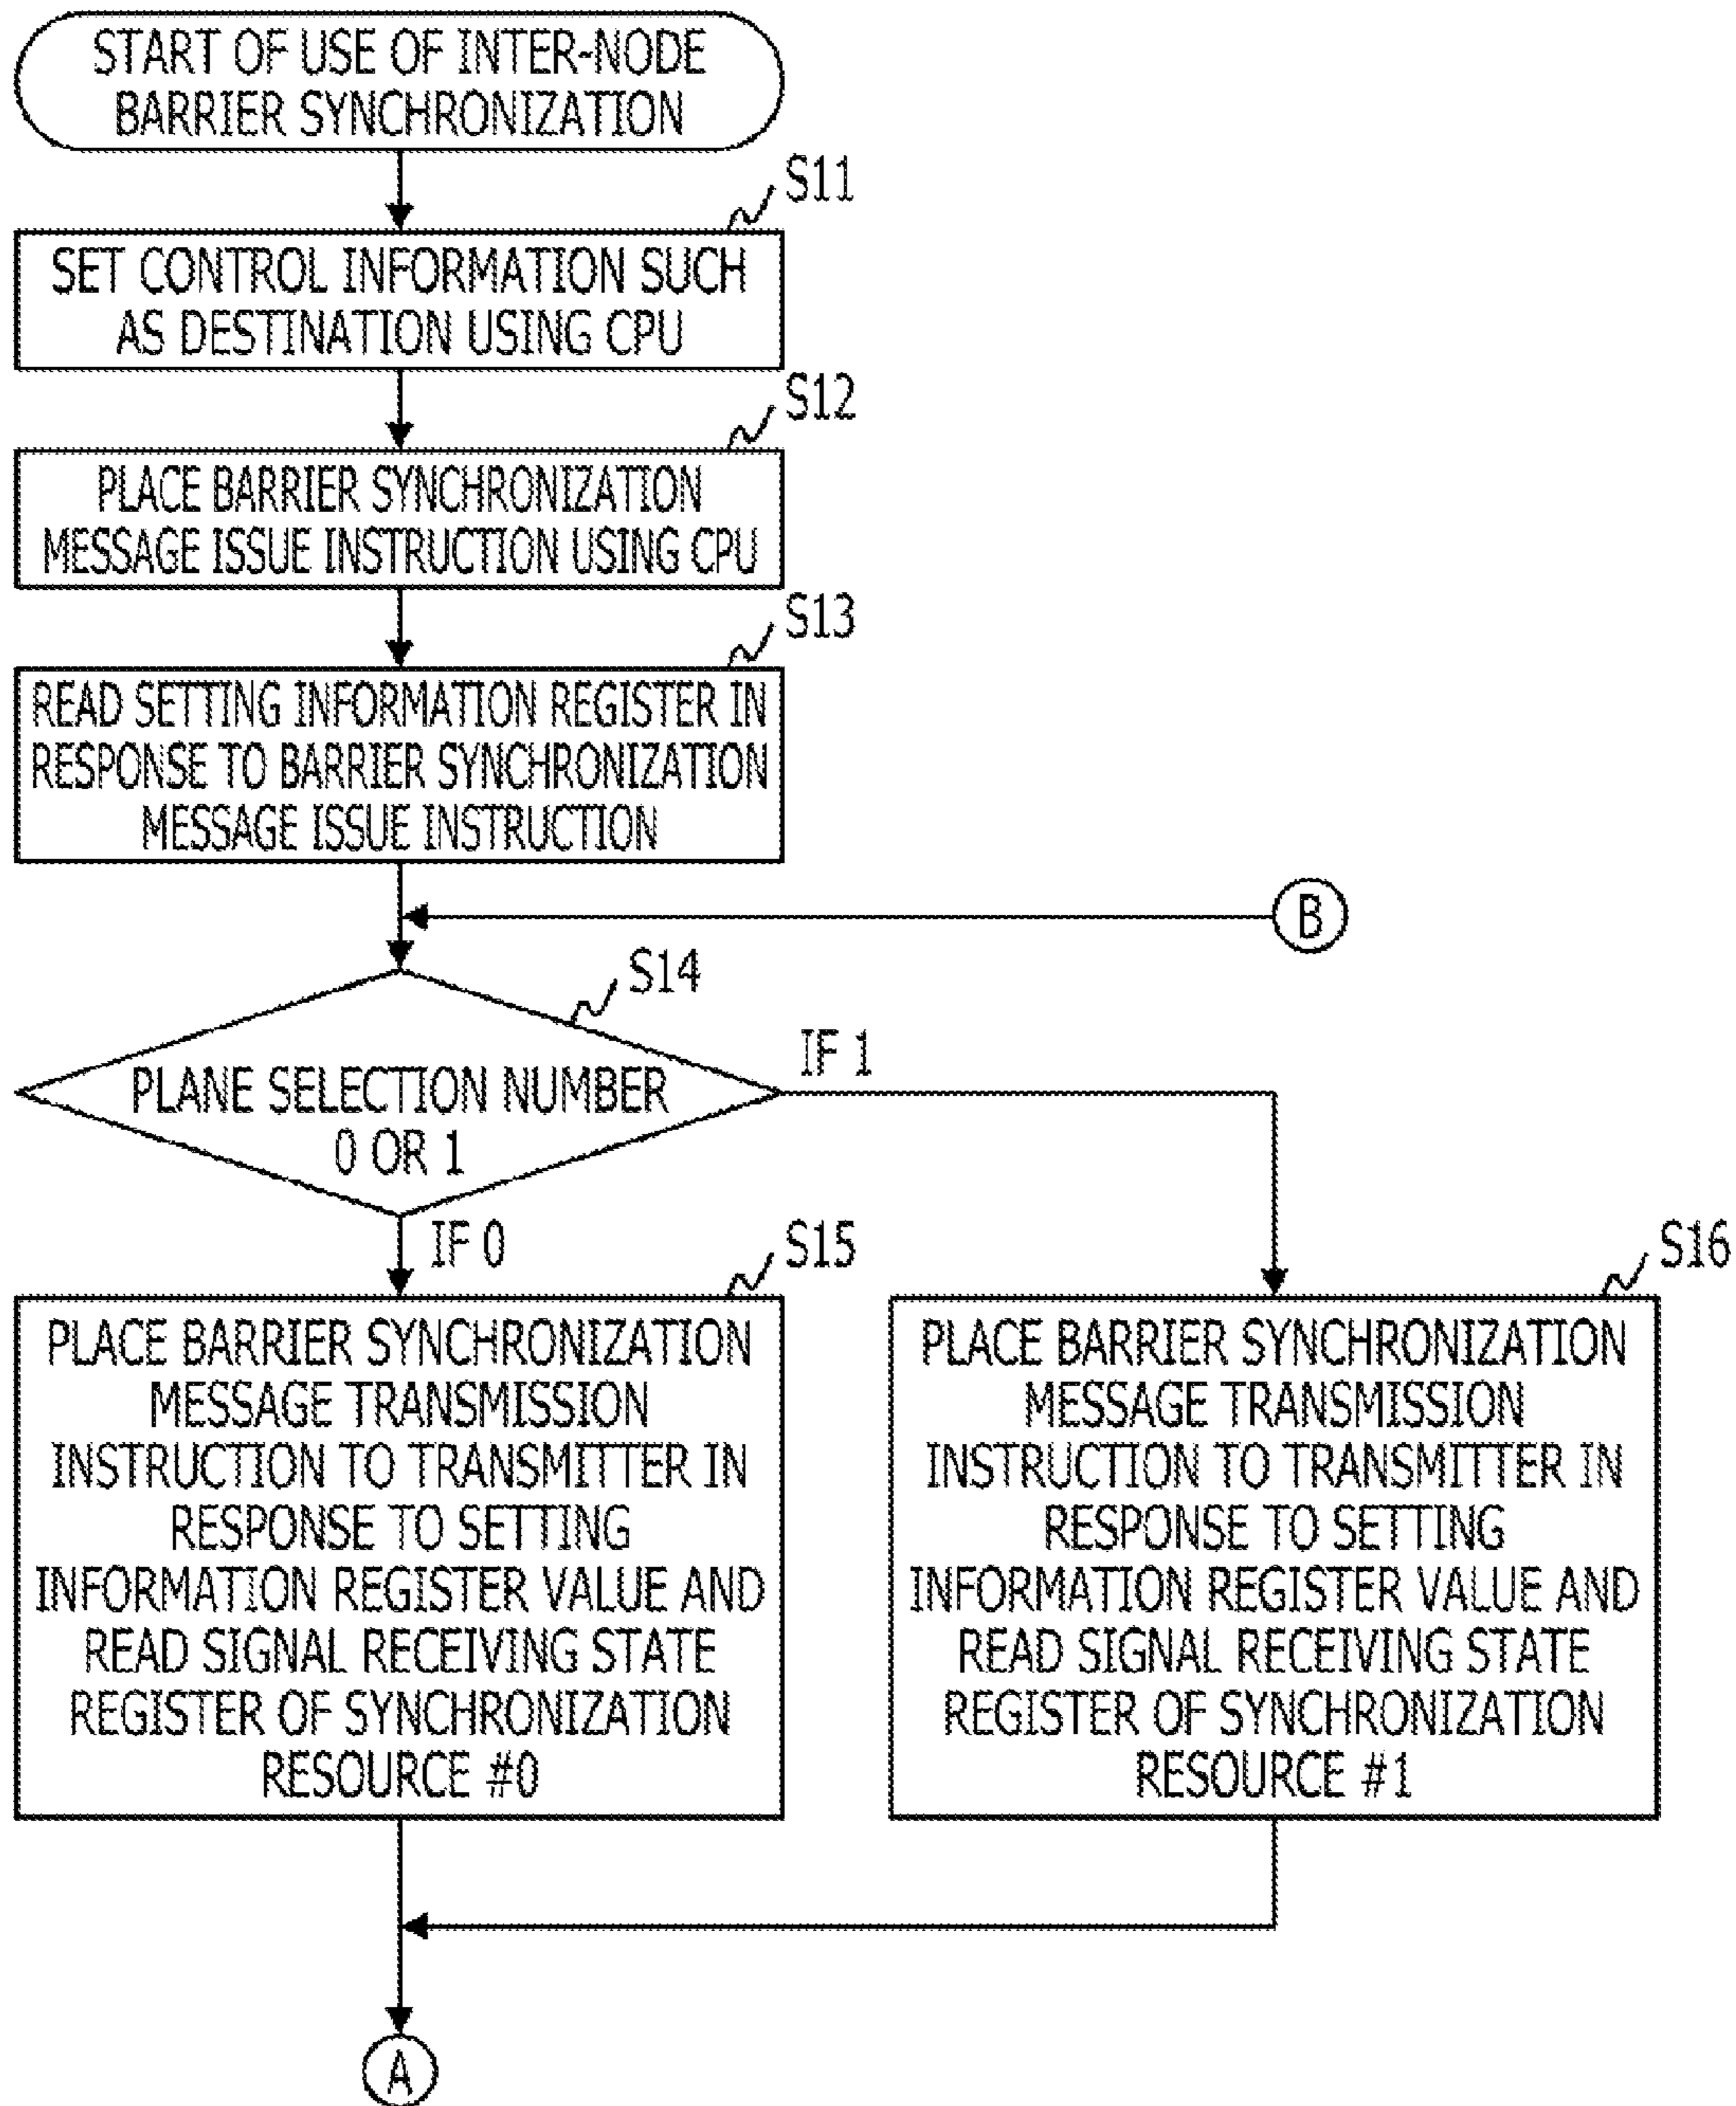 START OF USE OF INTER-NODE
BARRIER SYNCHRONIZATION
S11
SET CONTROL INFORMATION SUCH
AS DESTINATION USING CPU
S12
PLACE BARRIER SYNCHRONIZATION
MESSAGE ISSUE INSTRUCTION USING CPU
S13
READ SETTING INFORMATION REGISTER IN
RESPONSE TO BARRIER SYNCHRONIZATION
MESSAGE ISSUE INSTRUCTION
B
S14
PLANE SELECTION NUMBER
0 OR 1
IF 1
IF 0
S15
PLACE BARRIER SYNCHRONIZATION
MESSAGE TRANSMISSION
INSTRUCTION TO TRANSMITTER IN
RESPONSE TO SETTING
INFORMATION REGISTER VALUE AND
READ SIGNAL RECEIVING STATE
REGISTER OF SYNCHRONIZATION
RESOURCE #0
S16
PLACE BARRIER SYNCHRONIZATION
MESSAGE TRANSMISSION
INSTRUCTION TO TRANSMITTER IN
RESPONSE TO SETTING
INFORMATION REGISTER VALUE AND
READ SIGNAL RECEIVING STATE
REGISTER OF SYNCHRONIZATION
RESOURCE #1
A